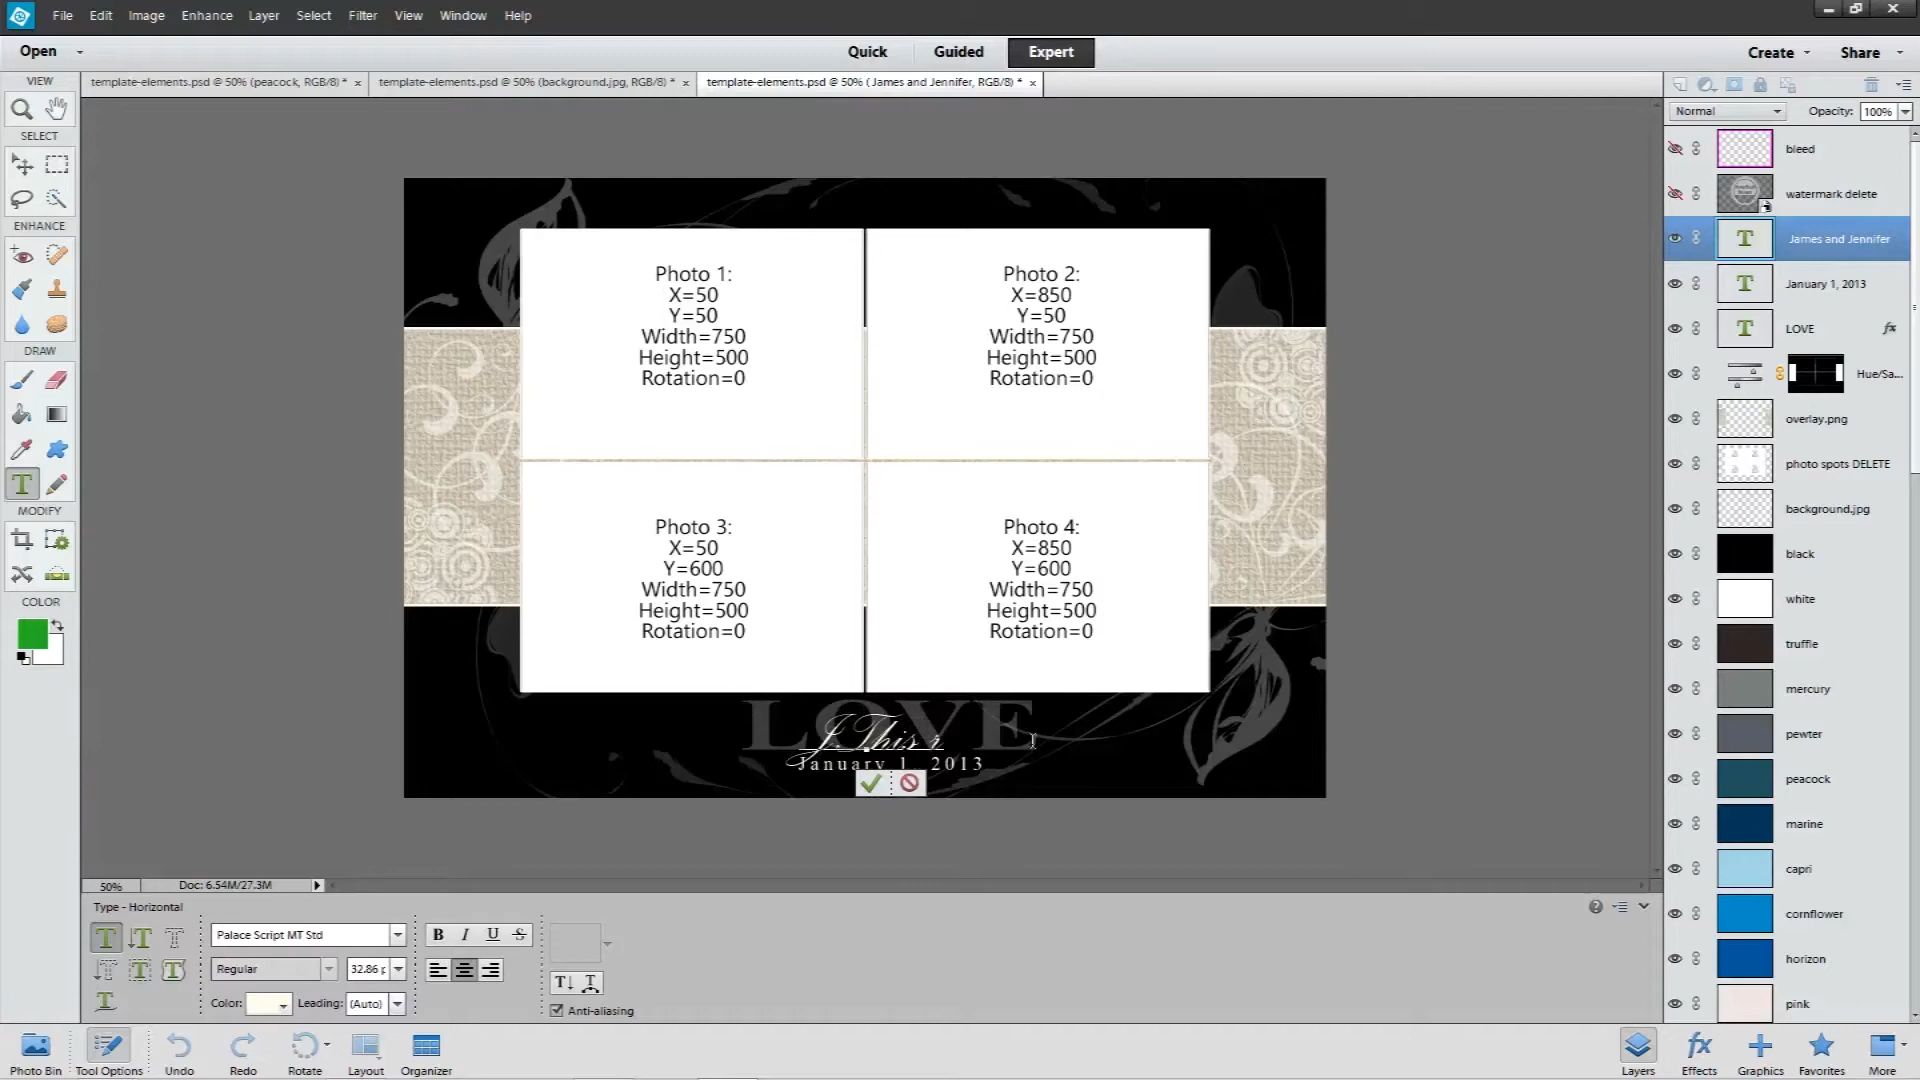 File Edit Image Enhance Layer Select Filter View Window Help
Open Quick Guided Expert Create Share
VIEW
template-elements.psd @ 50% (peacock, RGB/8) * × template-elements.psd @ 50% (background.jpg, RGB/8) * × template-elements.psd @ 50% (James and Jennifer, RGB/8) * ×
Normal Opacity: 100%
SELECT
ENHANCE
DRAW
MODIFY
COLOR
Photo 1:
X=50
Y=50
Width=750
Height=500
Rotation=0
Photo 2:
X=850
Y=50
Width=750
Height=500
Rotation=0
Photo 3:
X=50
Y=600
Width=750
Height=500
Rotation=0
Photo 4:
X=850
Y=600
Width=750
Height=500
Rotation=0
LOVE
J This r
January 1, 2013
bleed
watermark delete
James and Jennifer
January 1, 2013
LOVE fx
Hue/Sa...
overlay.png
photo spots DELETE
background.jpg
black
white
truffle
mercury
pewter
peacock
marine
capri
cornflower
horizon
pink
50% Doc: 6.54M/27.3M
Type - Horizontal
Palace Script MT Std B I U S
Regular 32.86 p
Color: Leading: (Auto)
Anti-aliasing
Photo Bin Tool Options Undo Redo Rotate Layout Organizer Layers Effects Graphics Favorites More